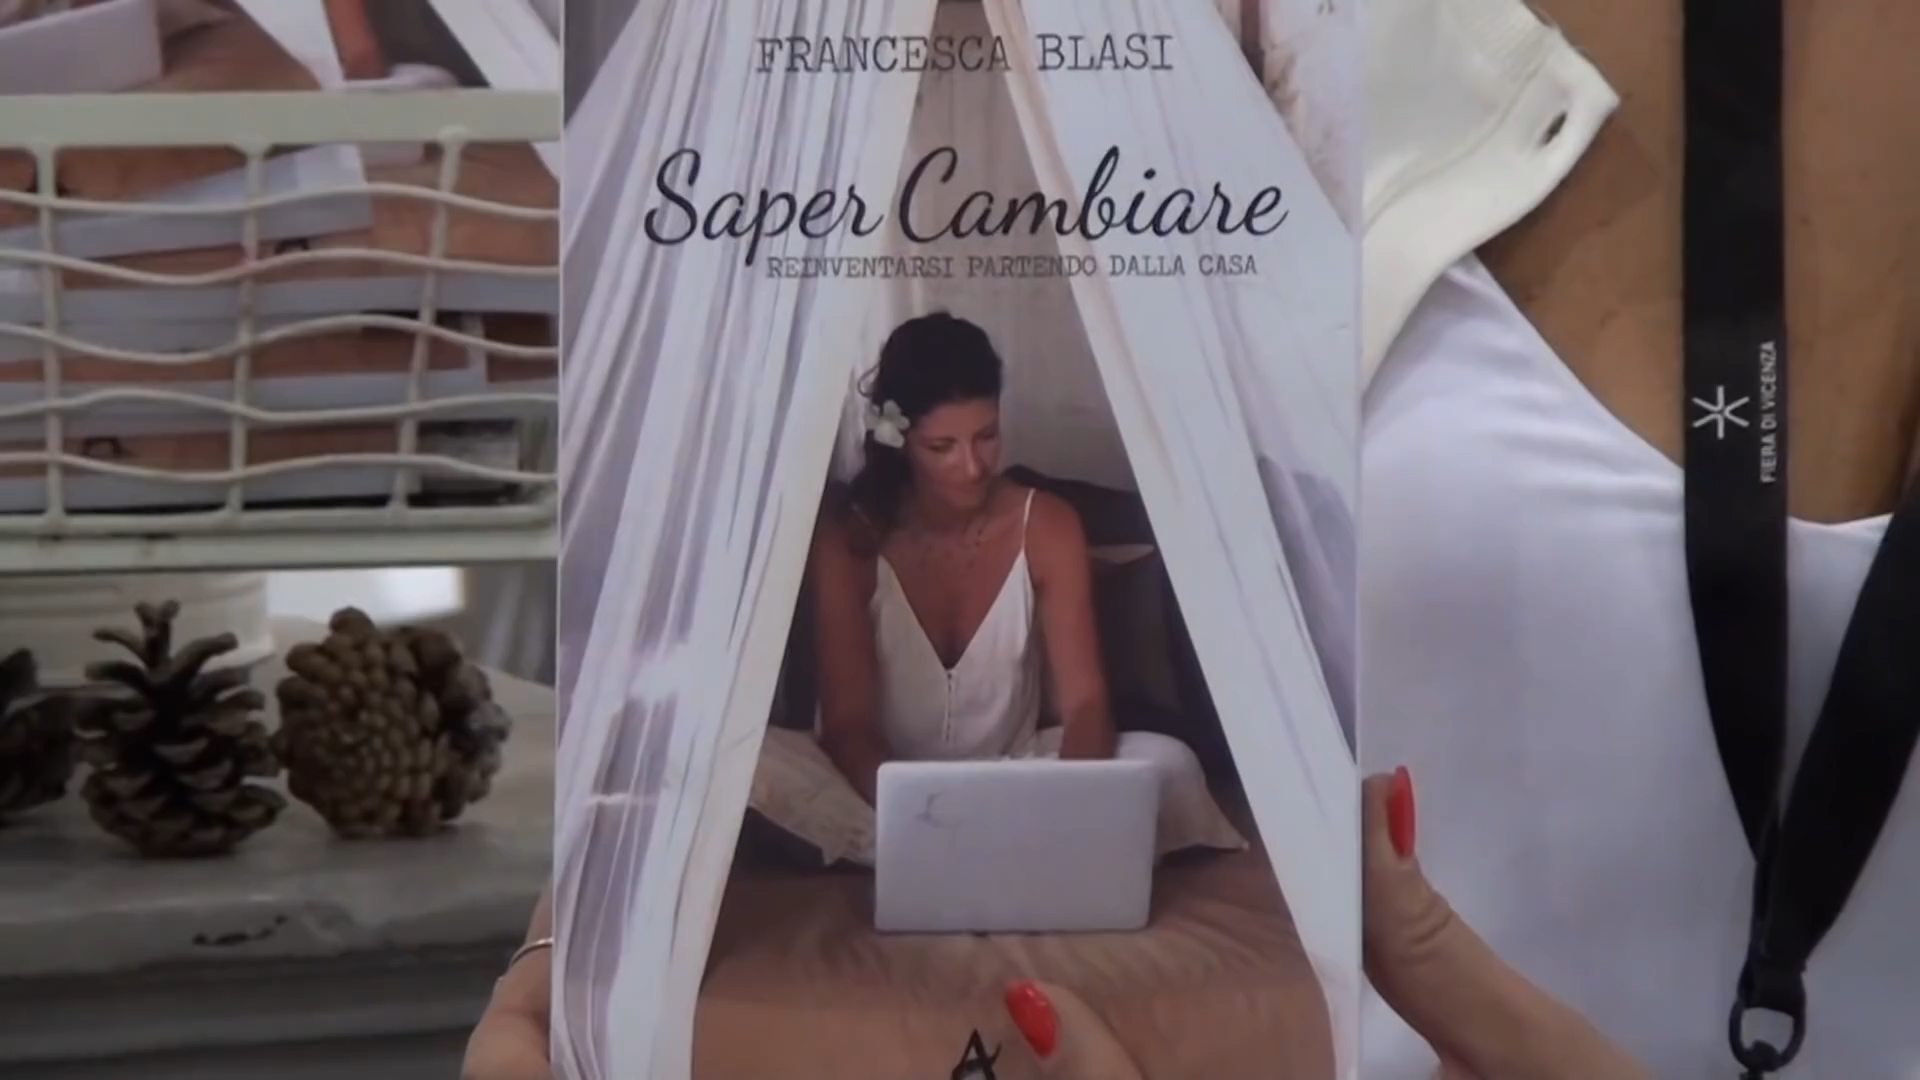 FRANCESCA BLASI
Saper Cambiare
REINVENTARSI PARTENDO DALLA CASA
A
FIERA DI VICENZA